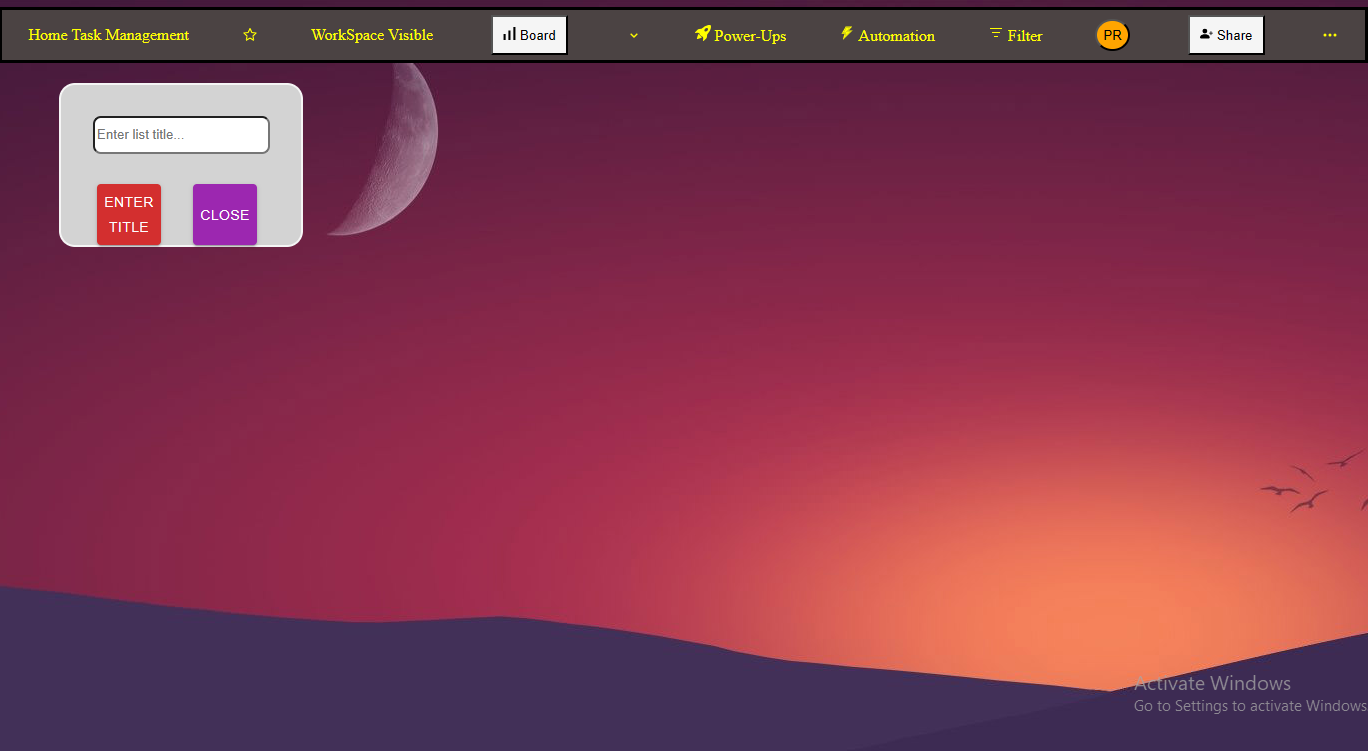 Home Task Management WorkSpace Visible Board Power-Ups Automation Filter PR Share
Enter list title...
ENTER
TITLE
CLOSE
Activate Windows
Go to Settings to activate Windows